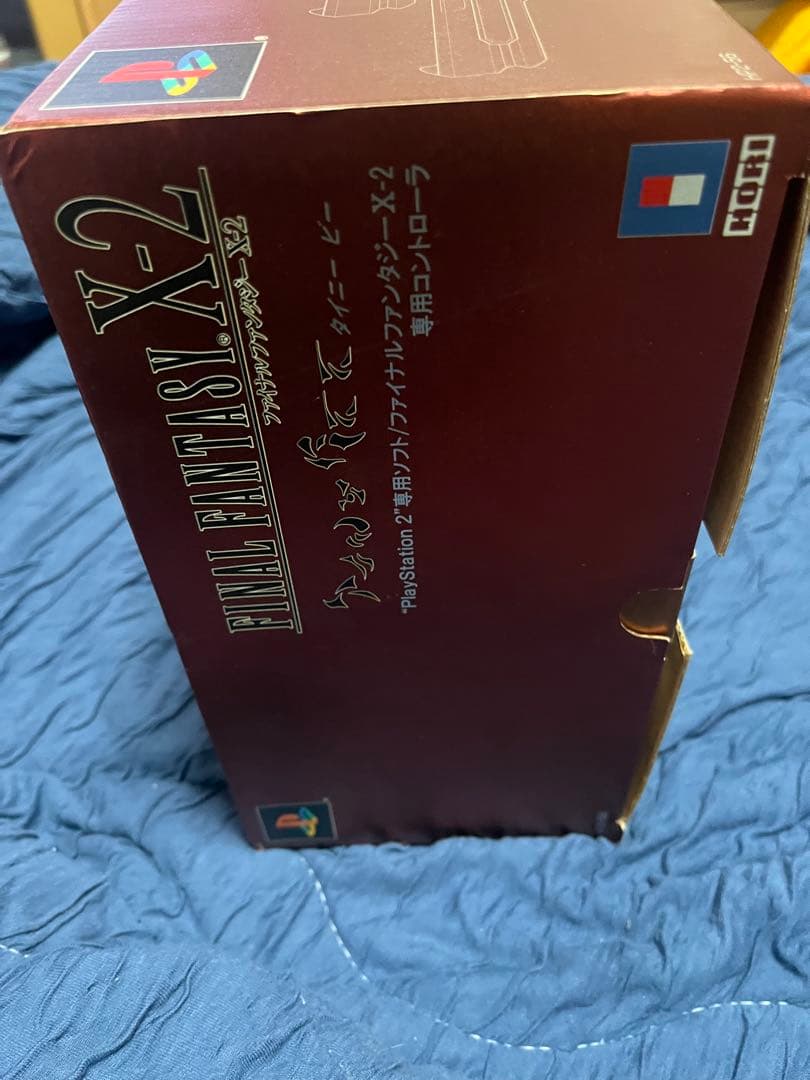 FINAL FANTASY® X-2
ファイナルファンタジーX-2
タイニー ビー
"PlayStation 2"専用ソフト/ファイナルファンタジーX-2
専用コントローラ
HORI